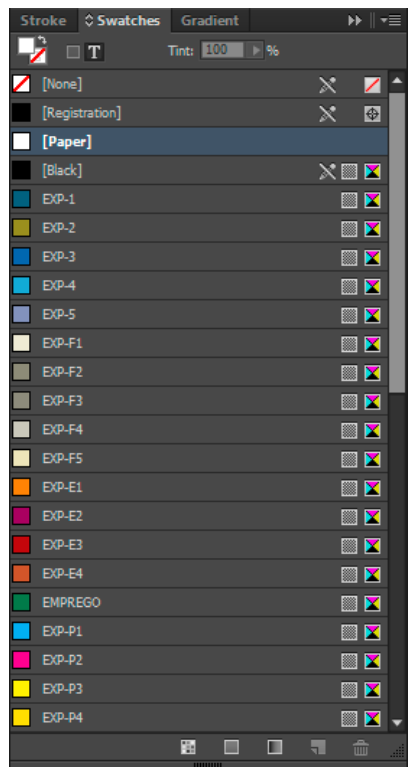 Stroke Swatches Gradient
T Tint: 100 %
[None]
[Registration]
[Paper]
[Black]
EXP-1
EXP-2
EXP-3
EXP-4
EXP-5
EXP-F1
EXP-F2
EXP-F3
EXP-F4
EXP-F5
EXP-E1
EXP-E2
EXP-E3
EXP-E4
EMPREGO
EXP-P1
EXP-P2
EXP-P3
EXP-P4